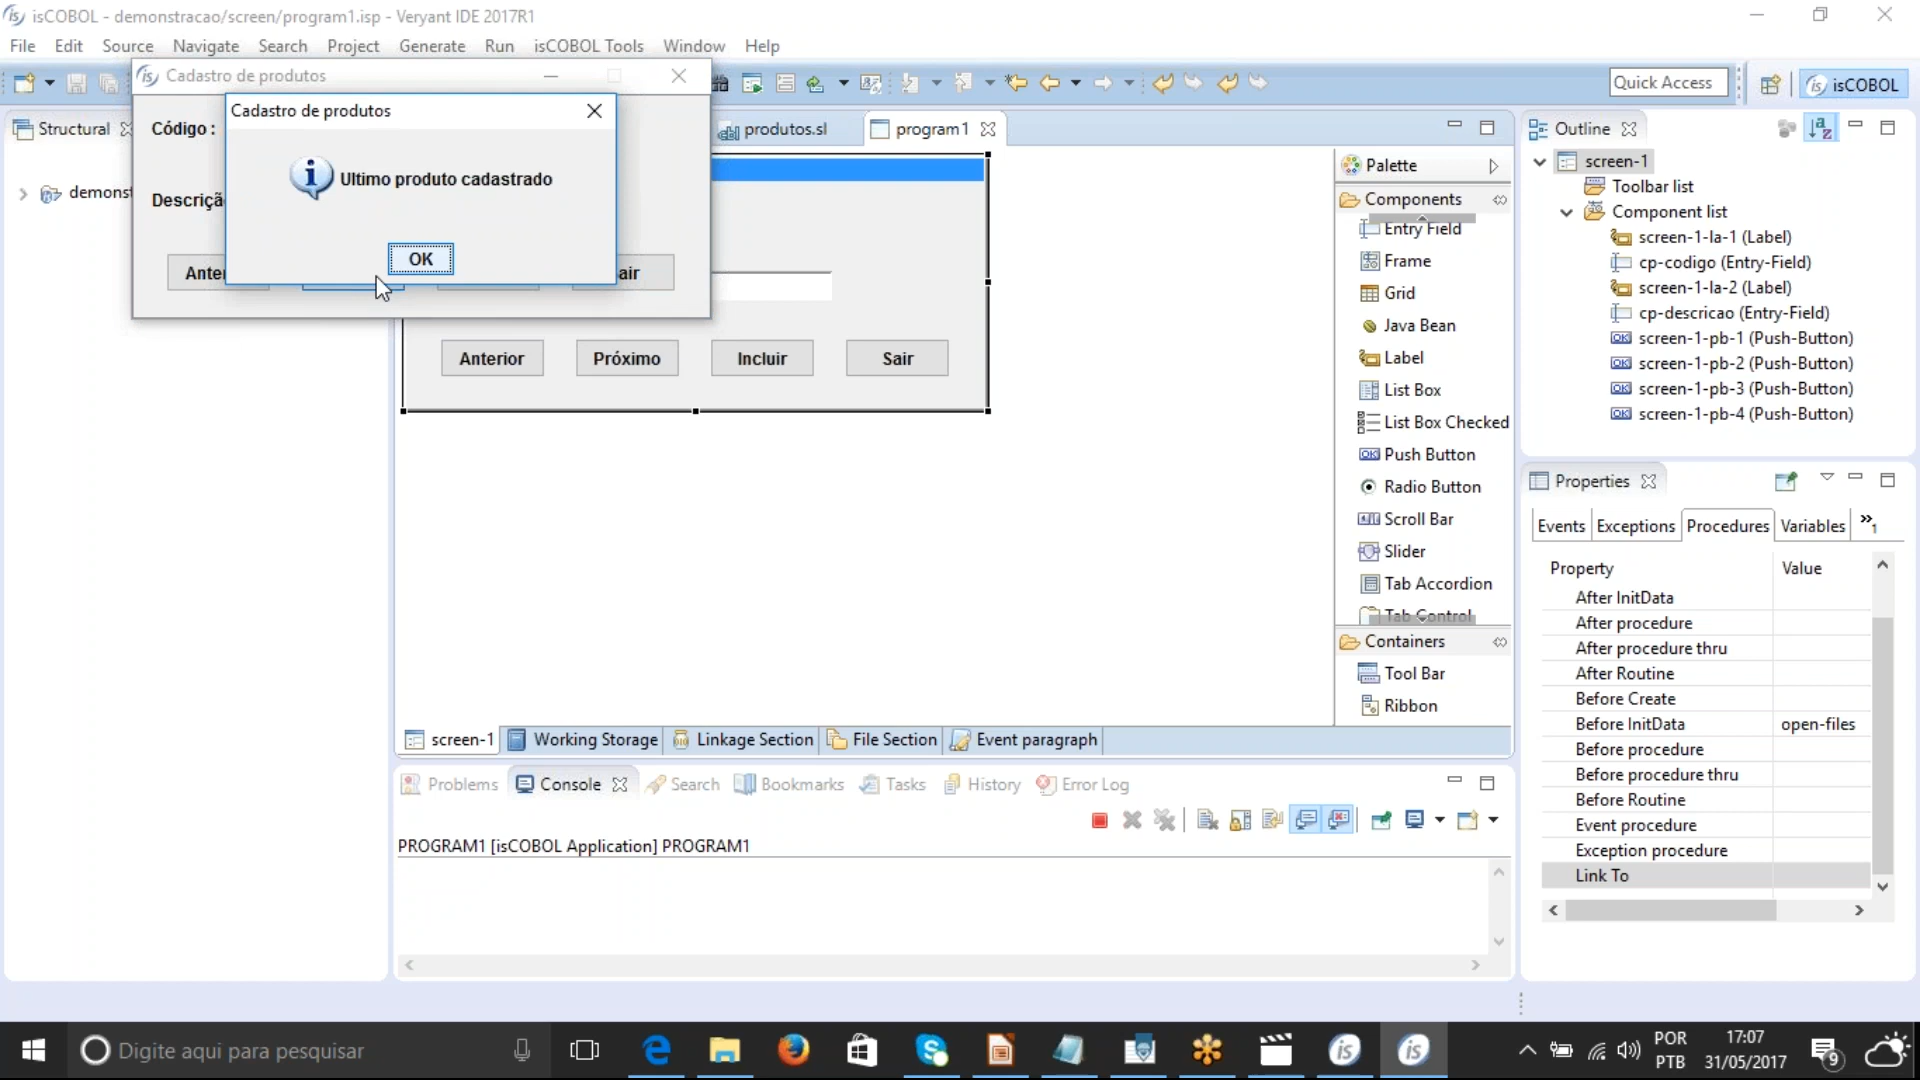 isCOBOL - demonstracao/screen/program1.isp - Veryant IDE 2017R1
File Edit Source Navigate Search Project Generate Run isCOBOL Tools Window Help
Quick Access
isCOBOL
Structural
demonst
Cadastro de produtos
Código :
Descriçã
Ante
air
Cadastro de produtos
Ultimo produto cadastrado
OK
produtos.sl
program1
Anterior Próximo Incluir Sair
Palette
Components
Entry Field
Frame
Grid
Java Bean
Label
List Box
List Box Checked
Push Button
Radio Button
Scroll Bar
Slider
Tab Accordion
Tab Control
Containers
Tool Bar
Ribbon
Outline
screen-1
Toolbar list
Component list
screen-1-la-1 (Label)
cp-codigo (Entry-Field)
screen-1-la-2 (Label)
cp-descricao (Entry-Field)
screen-1-pb-1 (Push-Button)
screen-1-pb-2 (Push-Button)
screen-1-pb-3 (Push-Button)
screen-1-pb-4 (Push-Button)
Properties
Events Exceptions Procedures Variables »1
Property Value
After InitData
After procedure
After procedure thru
After Routine
Before Create
Before InitData open-files
Before procedure
Before procedure thru
Before Routine
Event procedure
Exception procedure
Link To
screen-1 Working Storage Linkage Section File Section Event paragraph
Problems Console Search Bookmarks Tasks History Error Log
PROGRAM1 [isCOBOL Application] PROGRAM1
Digite aqui para pesquisar
POR
PTB
17:07
31/05/2017
9